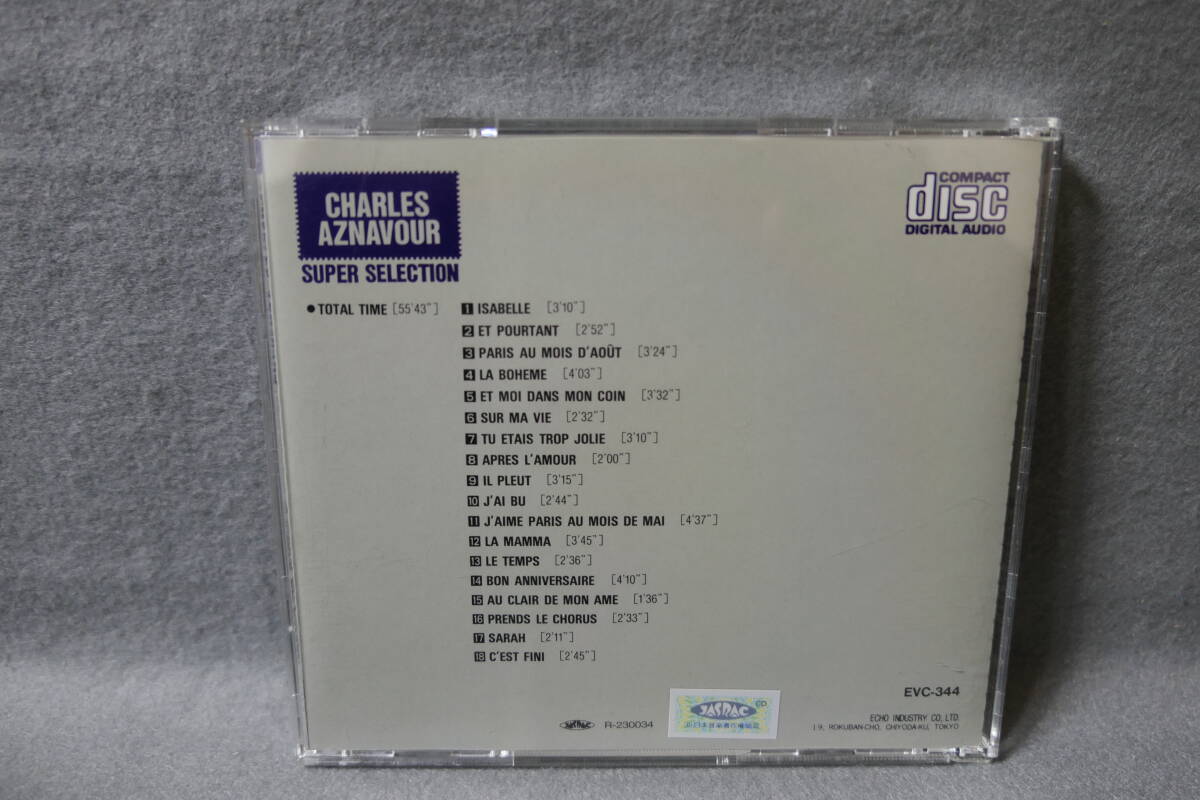 CHARLES
AZNAVOUR
SUPER SELECTION
COMPACT
disc
DIGITAL AUDIO
●TOTAL TIME [55'43"]
1 ISABELLE [3'10"]
2 ET POURTANT [2'52"]
3 PARIS AU MOIS D'AOÛT [3'24"]
4 LA BOHEME [4'03"]
5 ET MOI DANS MON COIN [3'32"]
6 SUR MA VIE [2'32"]
7 TU ETAIS TROP JOLIE [3'10"]
8 APRES L'AMOUR [2'00"]
9 IL PLEUT [3'15"]
10 J'AI BU [2'44"]
11 J'AIME PARIS AU MOIS DE MAI [4'37"]
12 LA MAMMA [3'45"]
13 LE TEMPS [2'36"]
14 BON ANNIVERSAIRE [4'10"]
15 AU CLAIR DE MON AME [1'36"]
16 PRENDS LE CHORUS [2'33"]
17 SARAH [2'11"]
18 C'EST FINI [2'45"]
EVC-344
JASRAC R-230034
JASRAC CD
ECHO INDUSTRY CO., LTD.
1 9, ROKUBAN-CHO, CHIYODA-KU, TOKYO